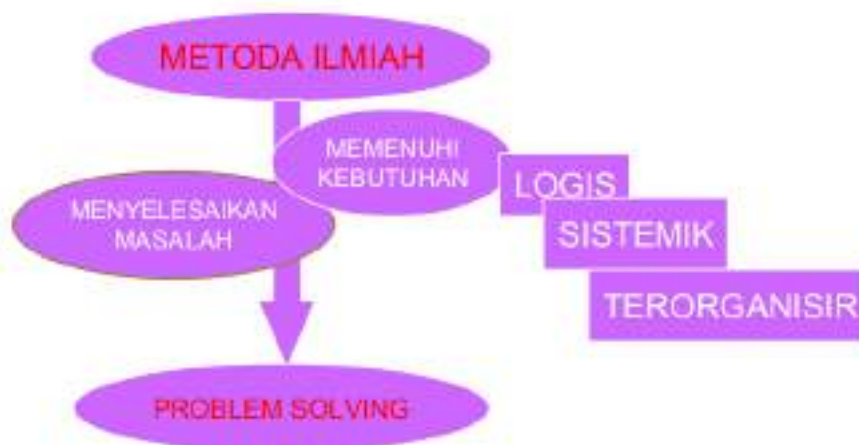 METODA ILMIAH
MEMENUHI
KEBUTUHAN
LOGIS
MENYELESAIKAN
MASALAH
SISTEMIK
TERORGANISIR
PROBLEM SOLVING